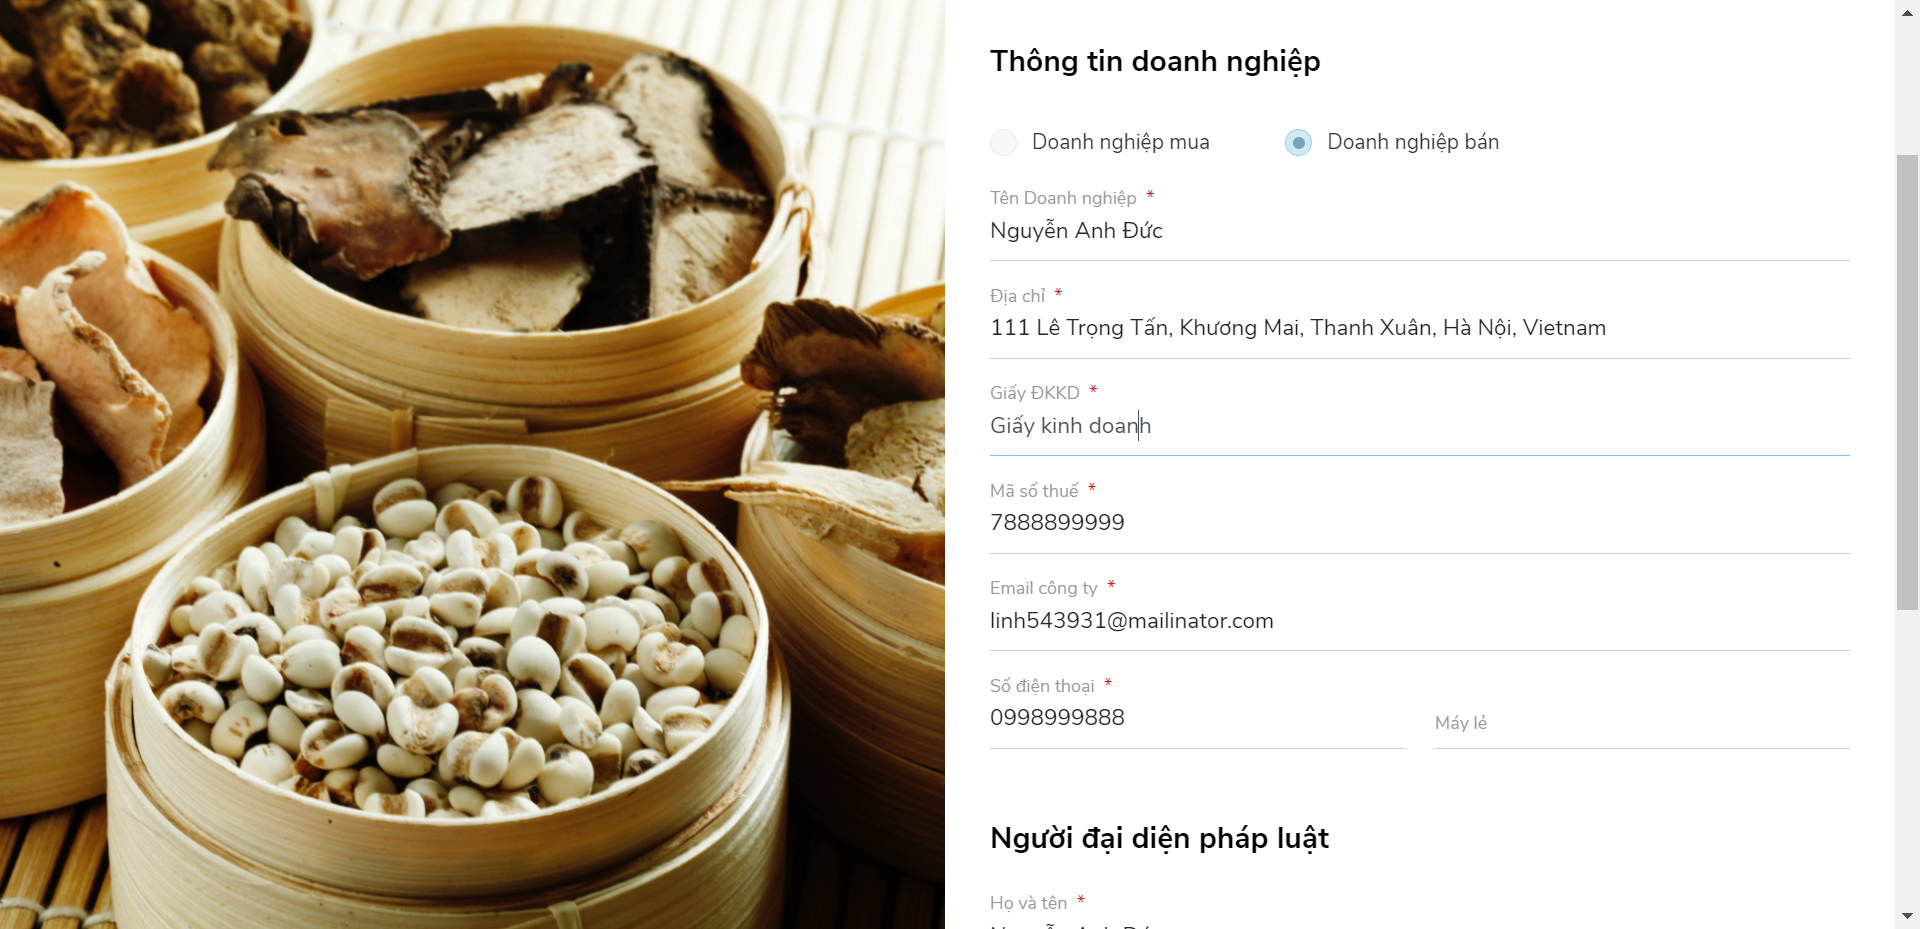 Thông tin doanh nghiệp
Doanh nghiệp mua Doanh nghiệp bán
Tên Doanh nghiệp *
Nguyễn Anh Đức
Địa chỉ *
111 Lê Trọng Tấn, Khương Mai, Thanh Xuân, Hà Nội, Vietnam
Giấy ĐKKD *
Giấy kinh doanh
Mã số thuế *
7888899999
Email công ty *
linh543931@mailinator.com
Số điện thoại *
0998999888
Máy lẻ
Người đại diện pháp luật
Họ và tên *